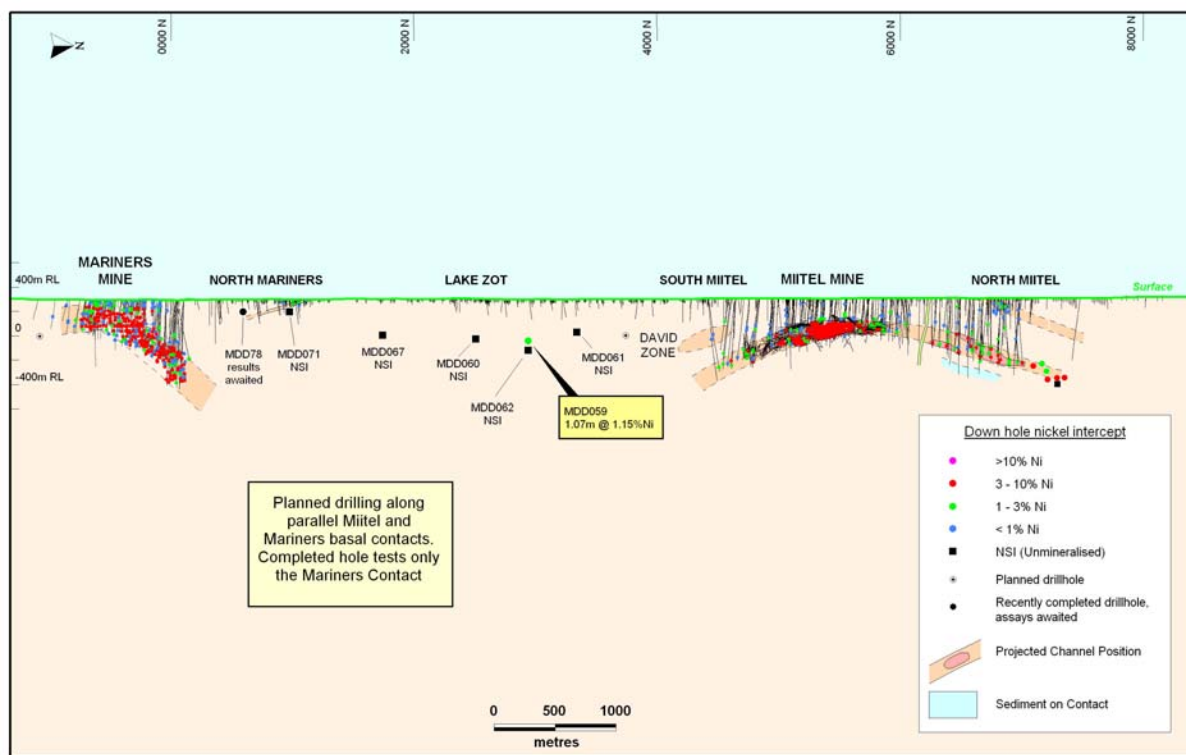 0000 N
2000 N
4000 N
6000 N
8000 N
N
MARINERS
MINE
400m RL
NORTH MARINERS
LAKE ZOT
SOUTH MIITEL
MIITEL MINE
NORTH MIITEL
Surface
0
-400m RL
MDD78
results
awaited
MDD071
NSI
MDD067
NSI
MDD060
NSI
MDD062
NSI
MDD061
NSI
DAVID
ZONE
MDD059
1.07m @ 1.15%Ni
Planned drilling along
parallel Miitel and
Mariners basal contacts.
Completed hole tests only
the Mariners Contact
Down hole nickel intercept
>10% Ni
3 - 10% Ni
1 - 3% Ni
< 1% Ni
NSI (Unmineralised)
Planned drillhole
Recently completed drillhole,
assays awaited
Projected Channel Position
Sediment on Contact
0 500 1000
metres